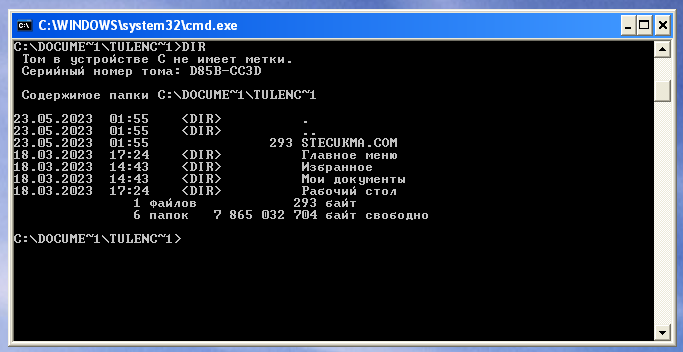 C:\WINDOWS\system32\cmd.exe
C:\DOCUME~1\TULENC~1>DIR
Том в устройстве C не имеет метки.
Серийный номер тома: D85B-CC3D
Содержимое папки C:\DOCUME~1\TULENC~1
23.05.2023 01:55 <DIR> .
23.05.2023 01:55 <DIR> ..
23.05.2023 01:55 293 STECUKMA.COM
18.03.2023 17:24 <DIR> Главное меню
18.03.2023 14:43 <DIR> Избранное
18.03.2023 14:43 <DIR> Мои документы
18.03.2023 17:24 <DIR> Рабочий стол
1 файлов 293 байт
6 папок 7 865 032 704 байт свободно
C:\DOCUME~1\TULENC~1>